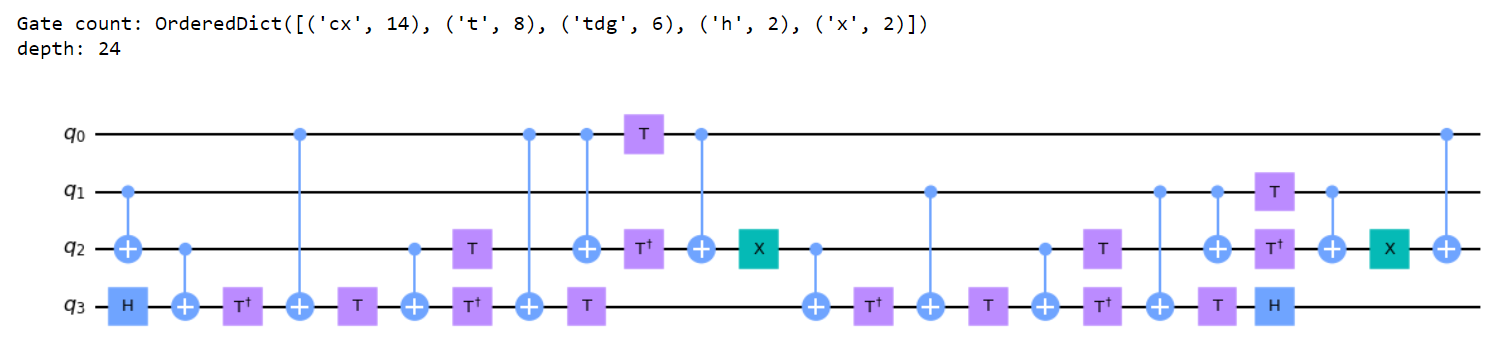 Gate count: OrderedDict([('cx', 14), ('t', 8), ('tdg', 6), ('h', 2), ('x', 2)])
depth: 24
q0 T
q1 T
q2 T T† X T T† X
q3 H T† T T† T T† T T† T H